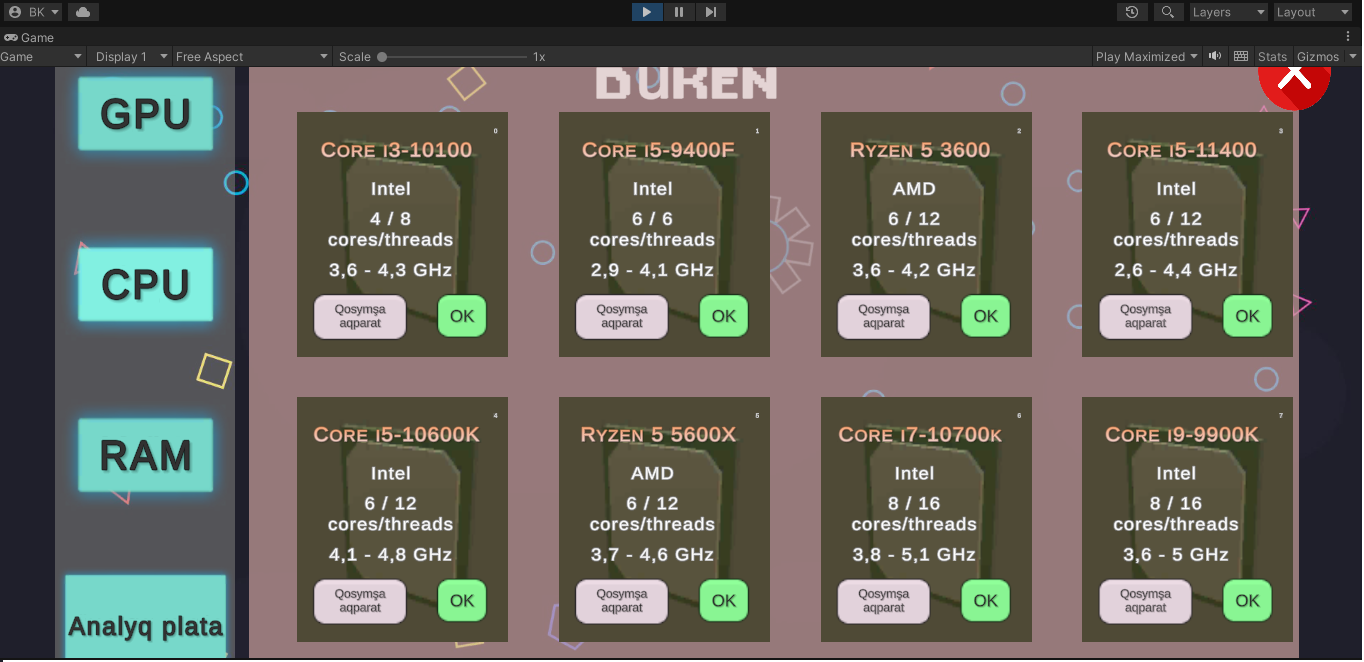 BK
Layers
Layout
Game
Game
Display 1
Free Aspect
Scale
1x
Play Maximized
Stats
Gizmos
DÜKEN
GPU
CPU
RAM
Analyq plata
0
Core i3-10100
Intel
4 / 8
cores/threads
3,6 - 4,3 GHz
Qosymşa
aqparat
OK
1
Core i5-9400F
Intel
6 / 6
cores/threads
2,9 - 4,1 GHz
Qosymşa
aqparat
OK
2
Ryzen 5 3600
AMD
6 / 12
cores/threads
3,6 - 4,2 GHz
Qosymşa
aqparat
OK
3
Core i5-11400
Intel
6 / 12
cores/threads
2,6 - 4,4 GHz
Qosymşa
aqparat
OK
4
Core i5-10600K
Intel
6 / 12
cores/threads
4,1 - 4,8 GHz
Qosymşa
aqparat
OK
5
Ryzen 5 5600X
AMD
6 / 12
cores/threads
3,7 - 4,6 GHz
Qosymşa
aqparat
OK
6
Core i7-10700k
Intel
8 / 16
cores/threads
3,8 - 5,1 GHz
Qosymşa
aqparat
OK
7
Core i9-9900K
Intel
8 / 16
cores/threads
3,6 - 5 GHz
Qosymşa
aqparat
OK